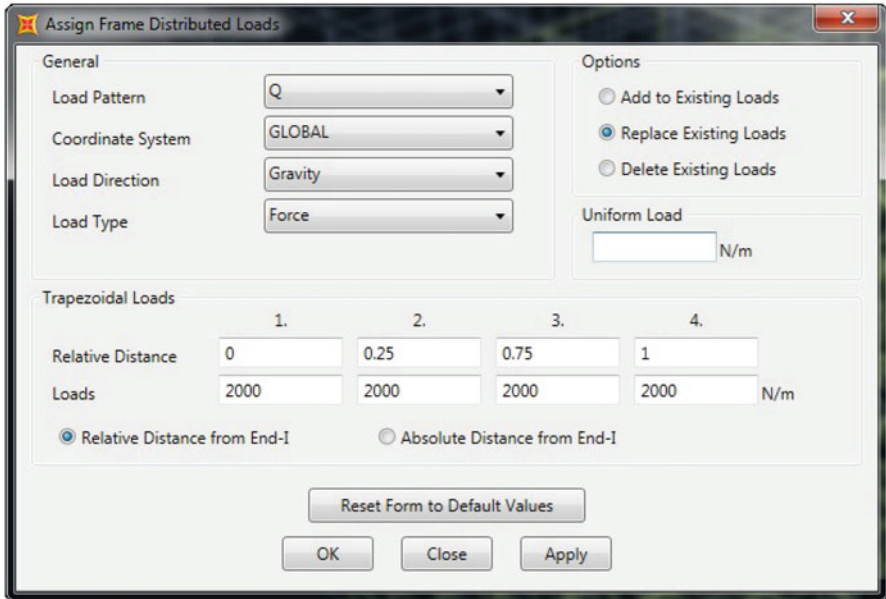 Assign Frame Distributed Loads
General
Load Pattern
Q
Coordinate System
GLOBAL
Load Direction
Gravity
Load Type
Force
Options
Add to Existing Loads
Replace Existing Loads
Delete Existing Loads
Uniform Load
N/m
Trapezoidal Loads
1. 2. 3. 4.
Relative Distance 0 0.25 0.75 1
Loads 2000 2000 2000 2000 N/m
Relative Distance from End-I Absolute Distance from End-I
Reset Form to Default Values
OK Close Apply